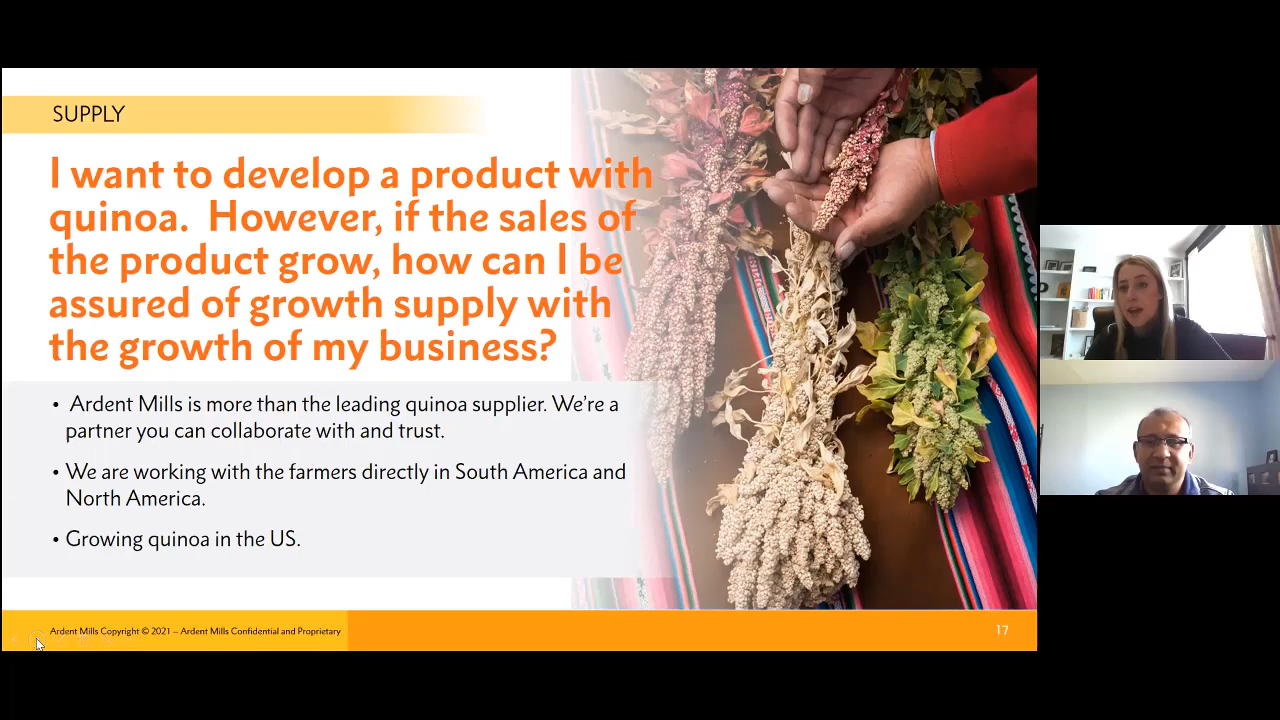 SUPPLY
I want to develop a product with
quinoa.  However, if the sales of
the product grow, how can I be
assured of growth supply with
the growth of my business?
• Ardent Mills is more than the leading quinoa supplier. We're a
partner you can collaborate with and trust.
• We are working with the farmers directly in South America and
North America.
• Growing quinoa in the US.
Ardent Mills Copyright © 2021 – Ardent Mills Confidential and Proprietary
17